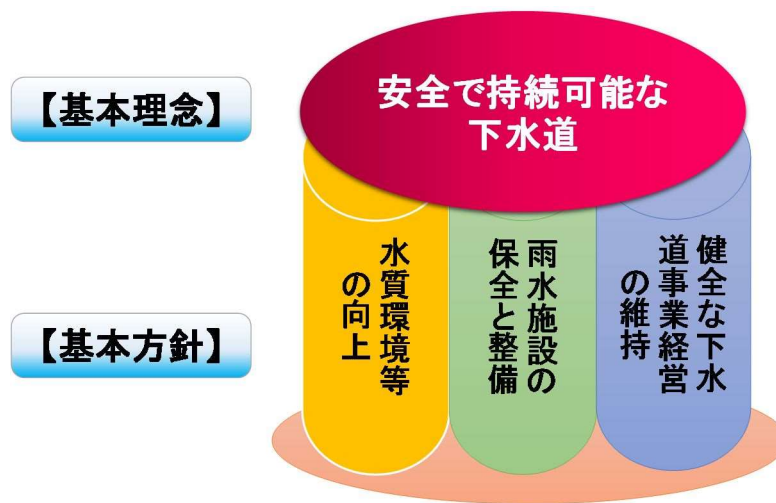 【基本理念】
安全で持続可能な
下水道
【基本方針】
水質環境等
の向上
雨水施設の
保全と整備
健全な下水
道事業経営
の維持